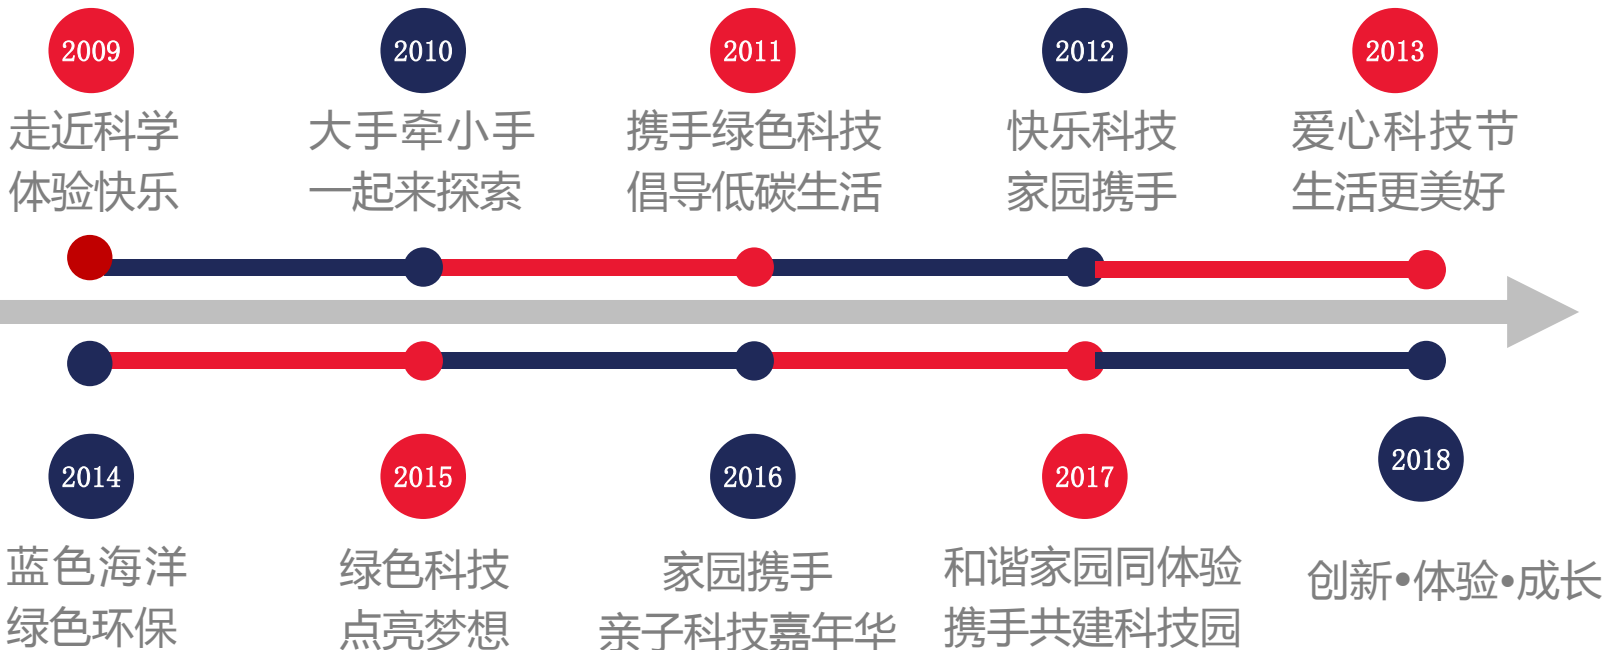 2009
走近科学
体验快乐
2010
大手牵小手
一起来探索
2011
携手绿色科技
倡导低碳生活
2012
快乐科技
家园携手
2013
爱心科技节
生活更美好
2014
蓝色海洋
绿色环保
2015
绿色科技
点亮梦想
2016
家园携手
亲子科技嘉年华
2017
和谐家园同体验
携手共建科技园
2018
创新•体验•成长